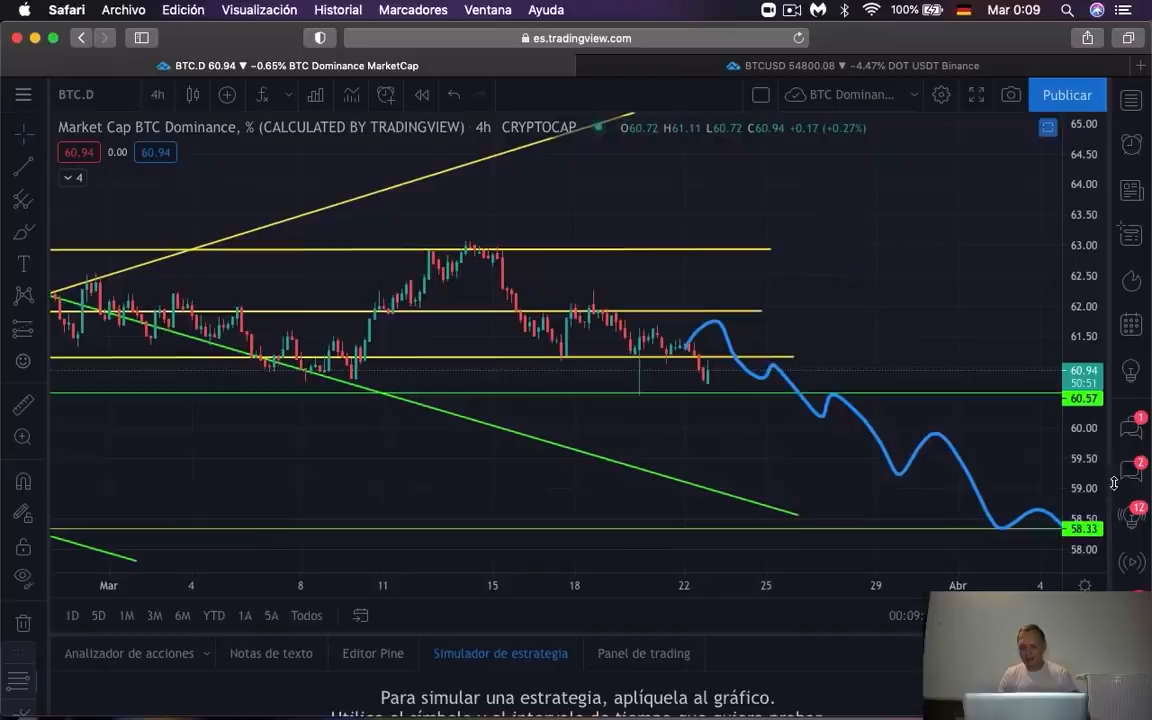 Safari Archivo Edición Visualización Historial Marcadores Ventana Ayuda 100% Mar 0:09
es.tradingview.com
BTC.D 60.94 ▼ −0.65% BTC Dominance MarketCap
BTCUSD 54800.08 ▼ −4.47% DOT USDT Binance
BTC.D 4h BTC Dominan... Publicar
Market Cap BTC Dominance, % (CALCULATED BY TRADINGVIEW) 4h CRYPTOCAP O60.72 H61.11 L60.72 C60.94 +0.17 (+0.27%)
60.94 0.00 60.94
4
65.00
64.50
64.00
63.50
63.00
62.50
62.00
61.50
60.94
50:51
60.57
60.00
59.50
59.00
58.50
58.33
58.00
1
2
12
Mar 4 8 11 15 18 22 25 29 Abr 4
1D 5D 1M 3M 6M YTD 1A 5A Todos 00:09:
Analizador de acciones Notas de texto Editor Pine Simulador de estrategia Panel de trading
Para simular una estrategia, aplíquela al gráfico.